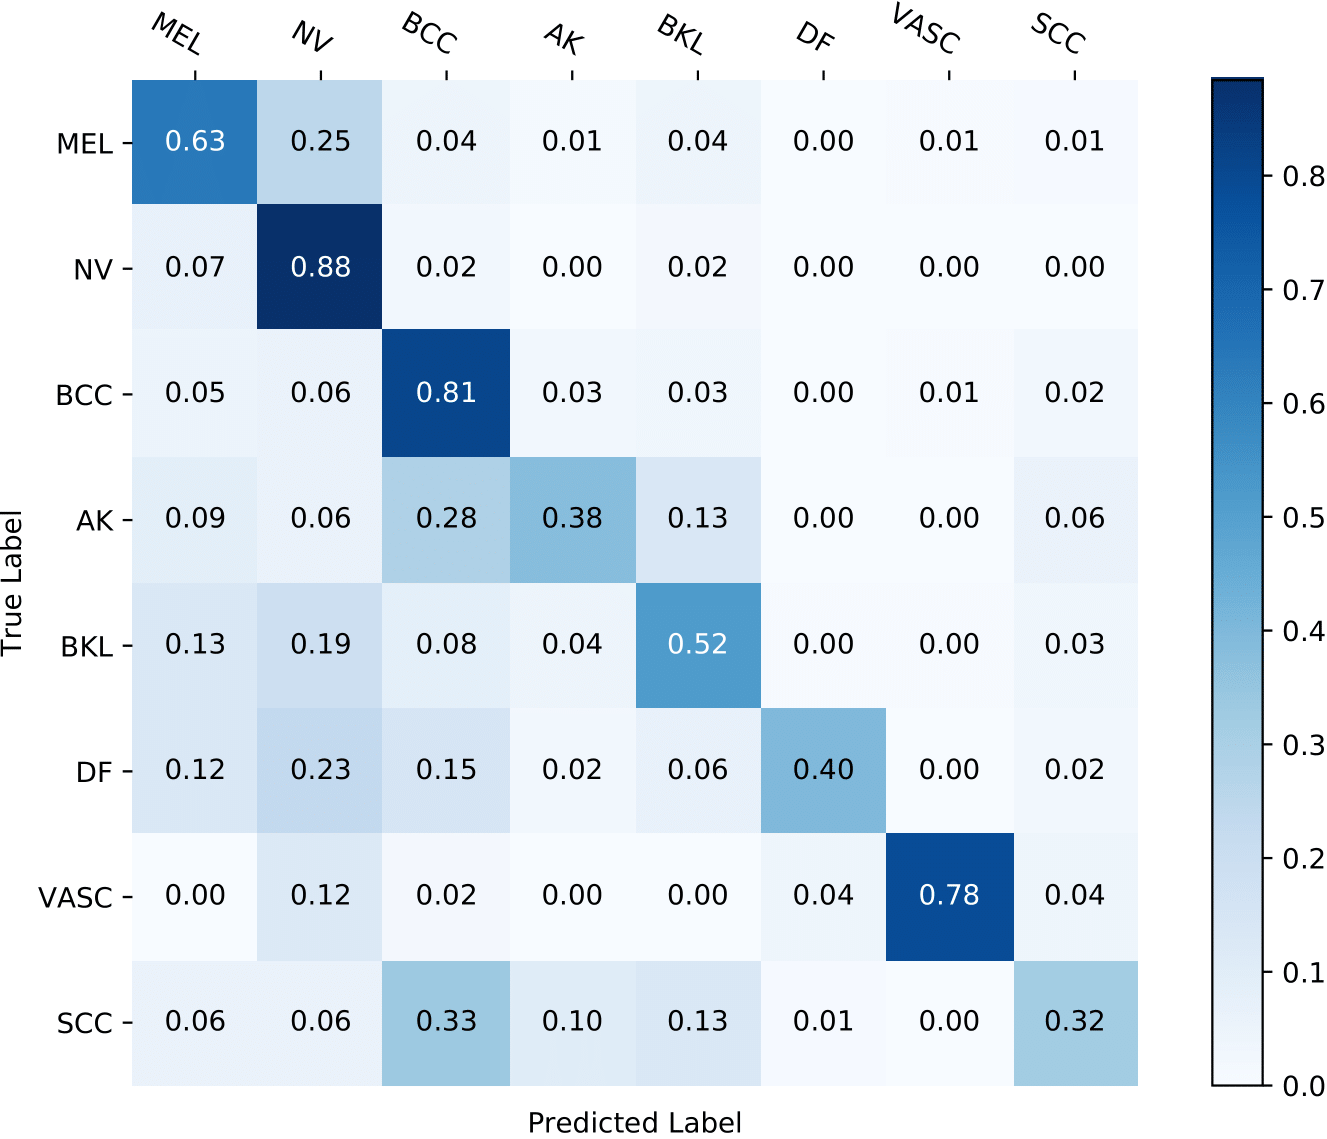 MEL NV BCC AK BKL DF VASC SCC
MEL 0.63 0.25 0.04 0.01 0.04 0.00 0.01 0.01
NV 0.07 0.88 0.02 0.00 0.02 0.00 0.00 0.00
BCC 0.05 0.06 0.81 0.03 0.03 0.00 0.01 0.02
AK 0.09 0.06 0.28 0.38 0.13 0.00 0.00 0.06
BKL 0.13 0.19 0.08 0.04 0.52 0.00 0.00 0.03
DF 0.12 0.23 0.15 0.02 0.06 0.40 0.00 0.02
VASC 0.00 0.12 0.02 0.00 0.00 0.04 0.78 0.04
SCC 0.06 0.06 0.33 0.10 0.13 0.01 0.00 0.32
True Label
Predicted Label
0.8
0.7
0.6
0.5
0.4
0.3
0.2
0.1
0.0